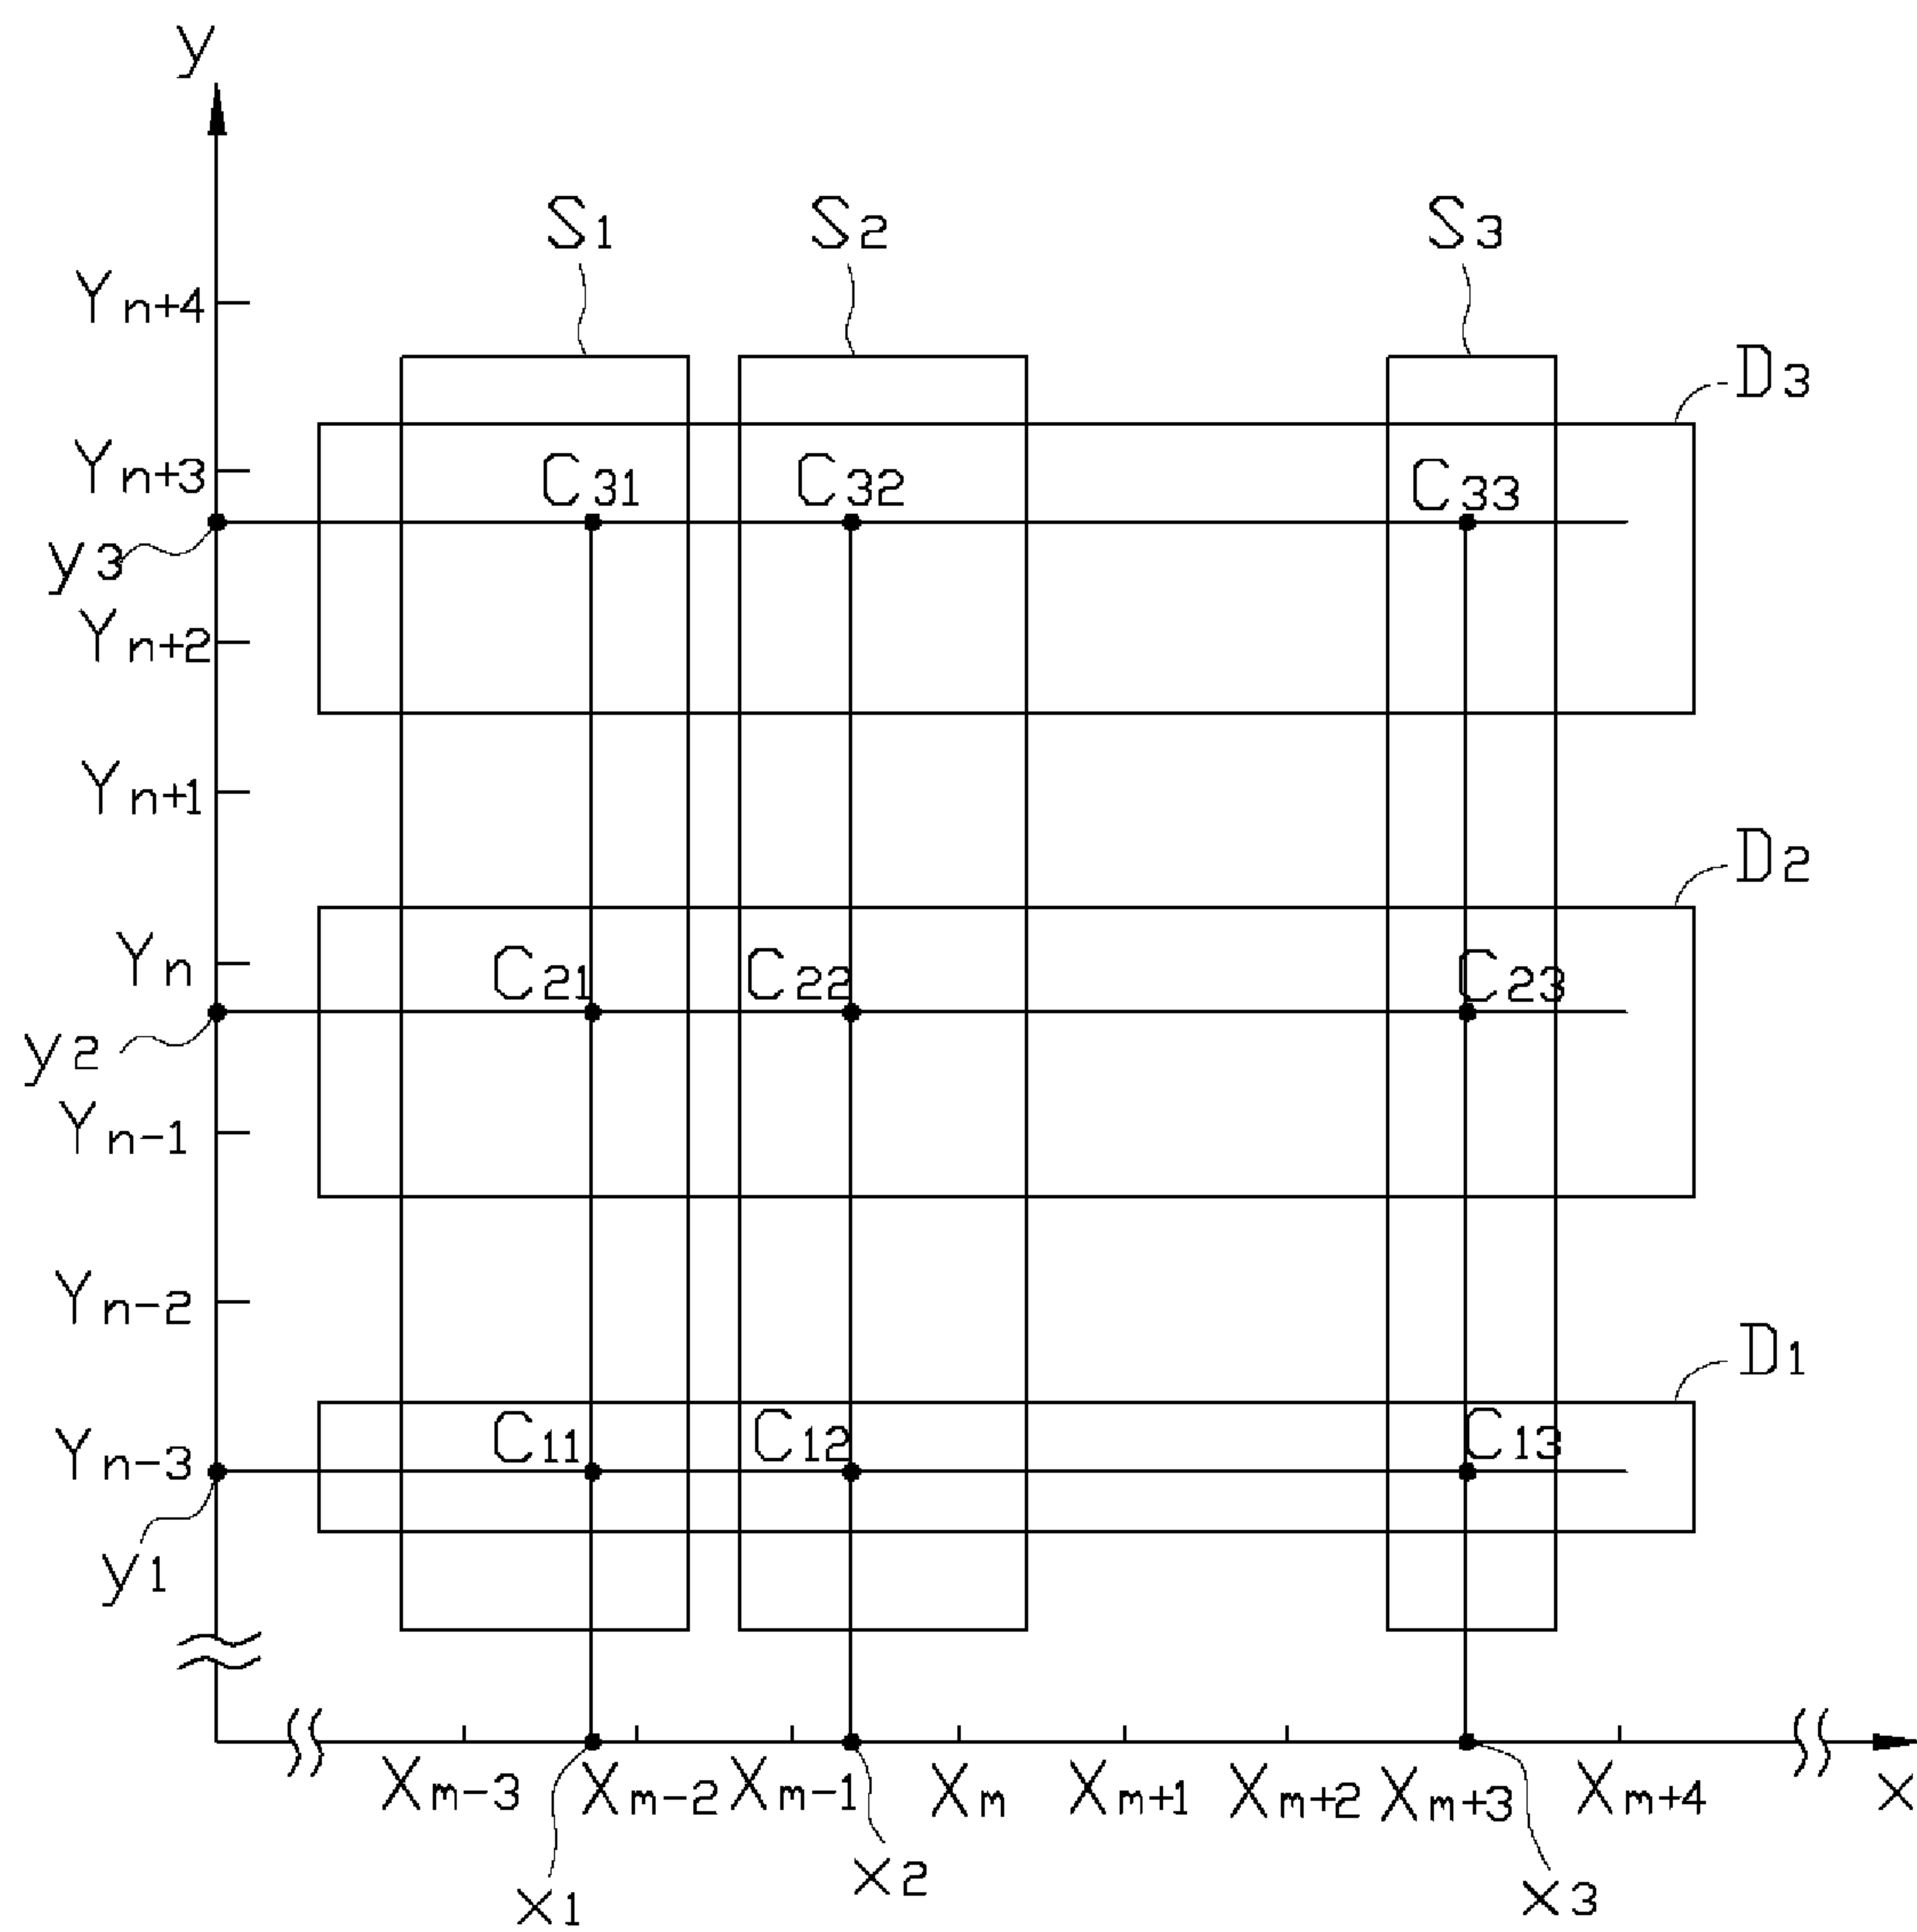 y
S1 S2 S3
Yn+4
D3
Yn+3
C31 C32 C33
y3
Yn+2
Yn+1
D2
Yn
C21 C22 C23
y2
Yn-1
Yn-2
D1
Yn-3
C11 C12 C13
y1
Xm-3 Xm-2 Xm-1 Xm Xm+1 Xm+2 Xm+3 Xm+4 x
x1 x2 x3